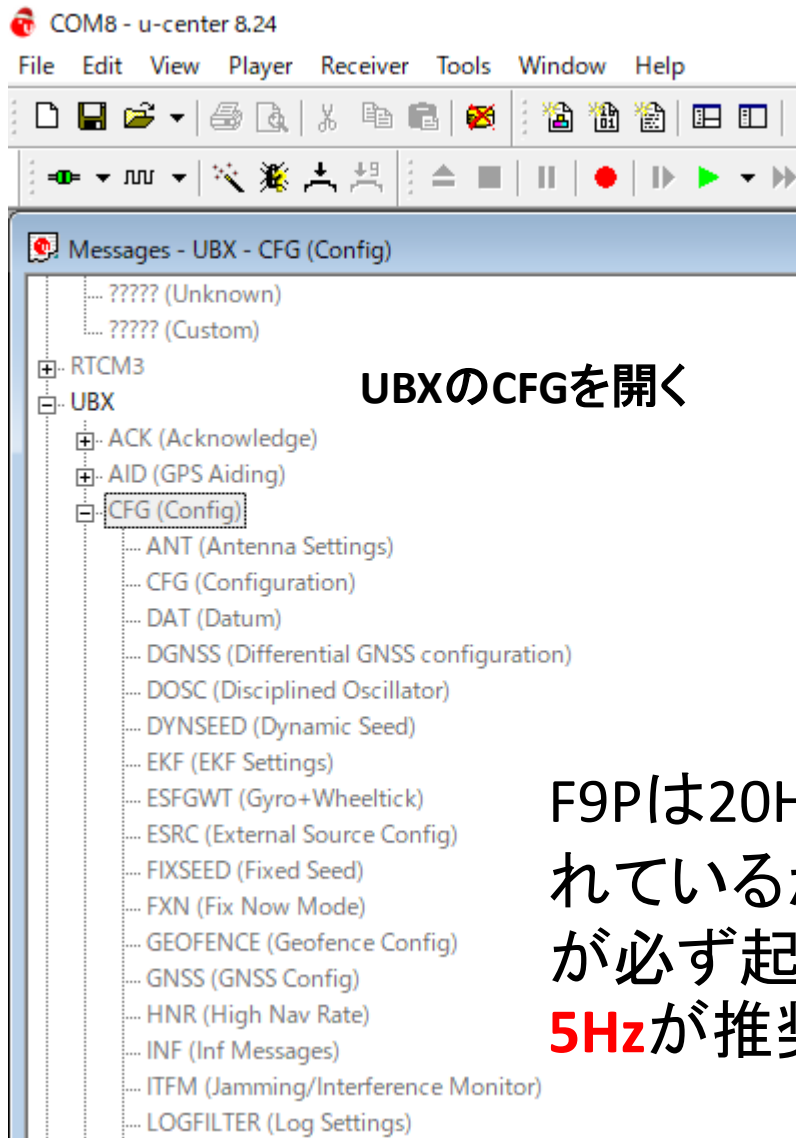 COM8 - u-center 8.24
File Edit View Player Receiver Tools Window Help
Messages - UBX - CFG (Config)
????? (Unknown)
????? (Custom)
RTCM3
UBXのCFGを開く
UBX
ACK (Acknowledge)
AID (GPS Aiding)
CFG (Config)
ANT (Antenna Settings)
CFG (Configuration)
DAT (Datum)
DGNSS (Differential GNSS configuration)
DOSC (Disciplined Oscillator)
DYNSEED (Dynamic Seed)
EKF (EKF Settings)
ESFGWT (Gyro+Wheeltick)
ESRC (External Source Config)
FIXSEED (Fixed Seed)
FXN (Fix Now Mode)
GEOFENCE (Geofence Config)
GNSS (GNSS Config)
HNR (High Nav Rate)
INF (Inf Messages)
ITFM (Jamming/Interference Monitor)
LOGFILTER (Log Settings)
F9Pは20H
れている
が必ず起
5Hzが推奨